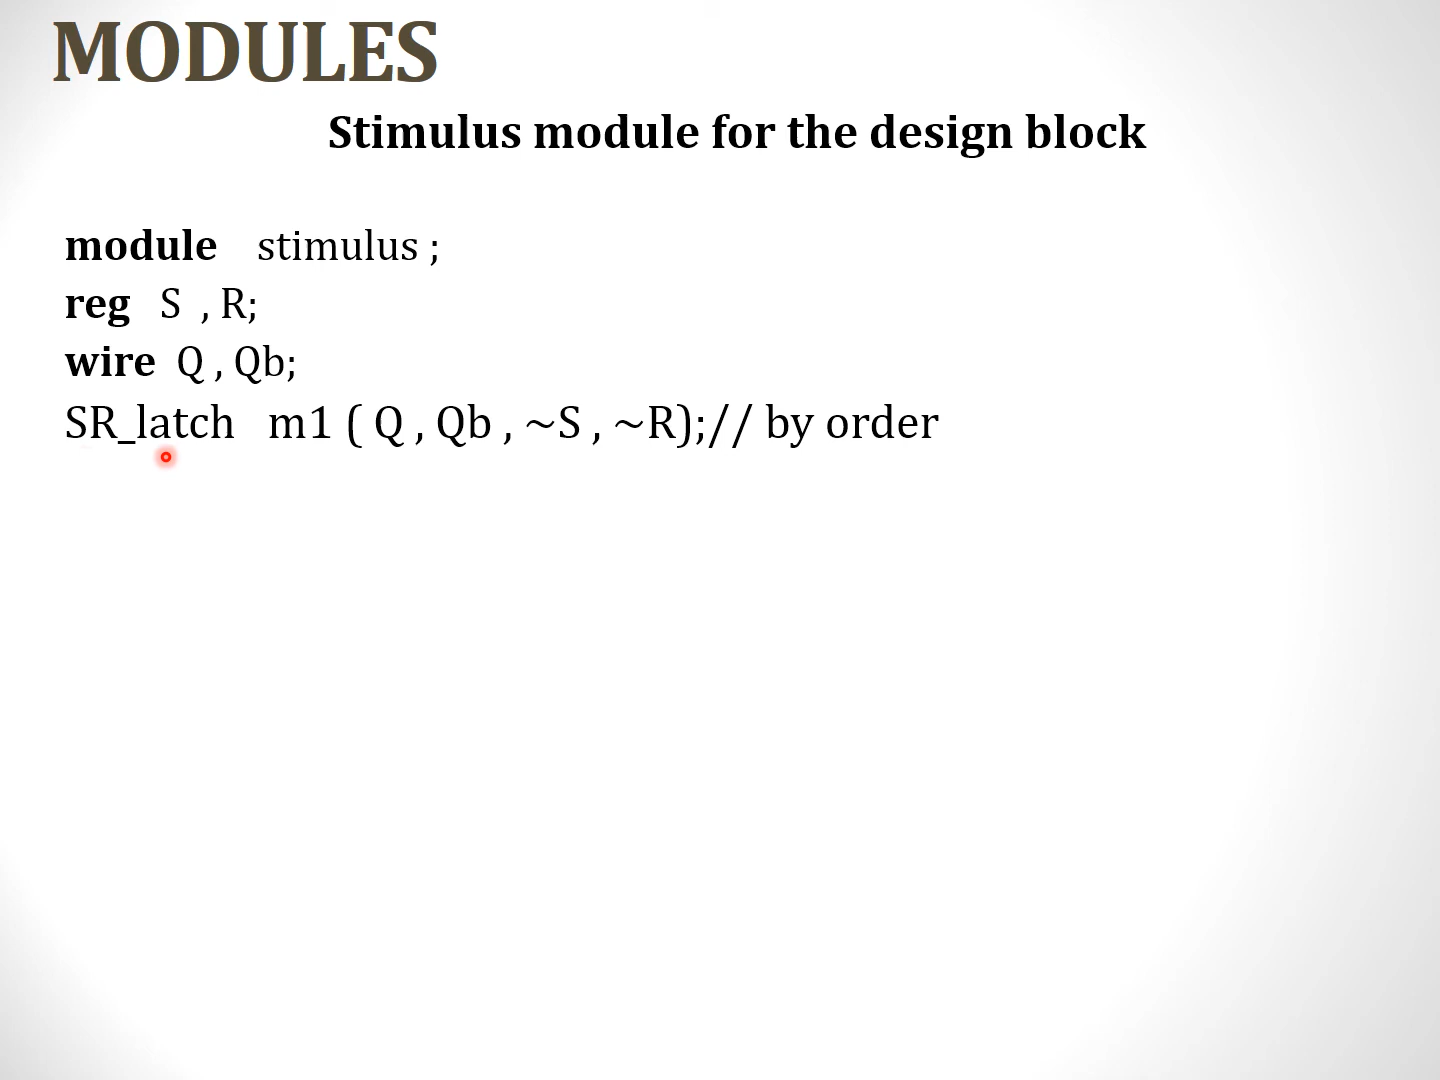 MODULES
Stimulus module for the design block
module stimulus ;
reg S , R;
wire Q , Qb;
SR_latch m1 ( Q , Qb , ~S , ~R);// by order